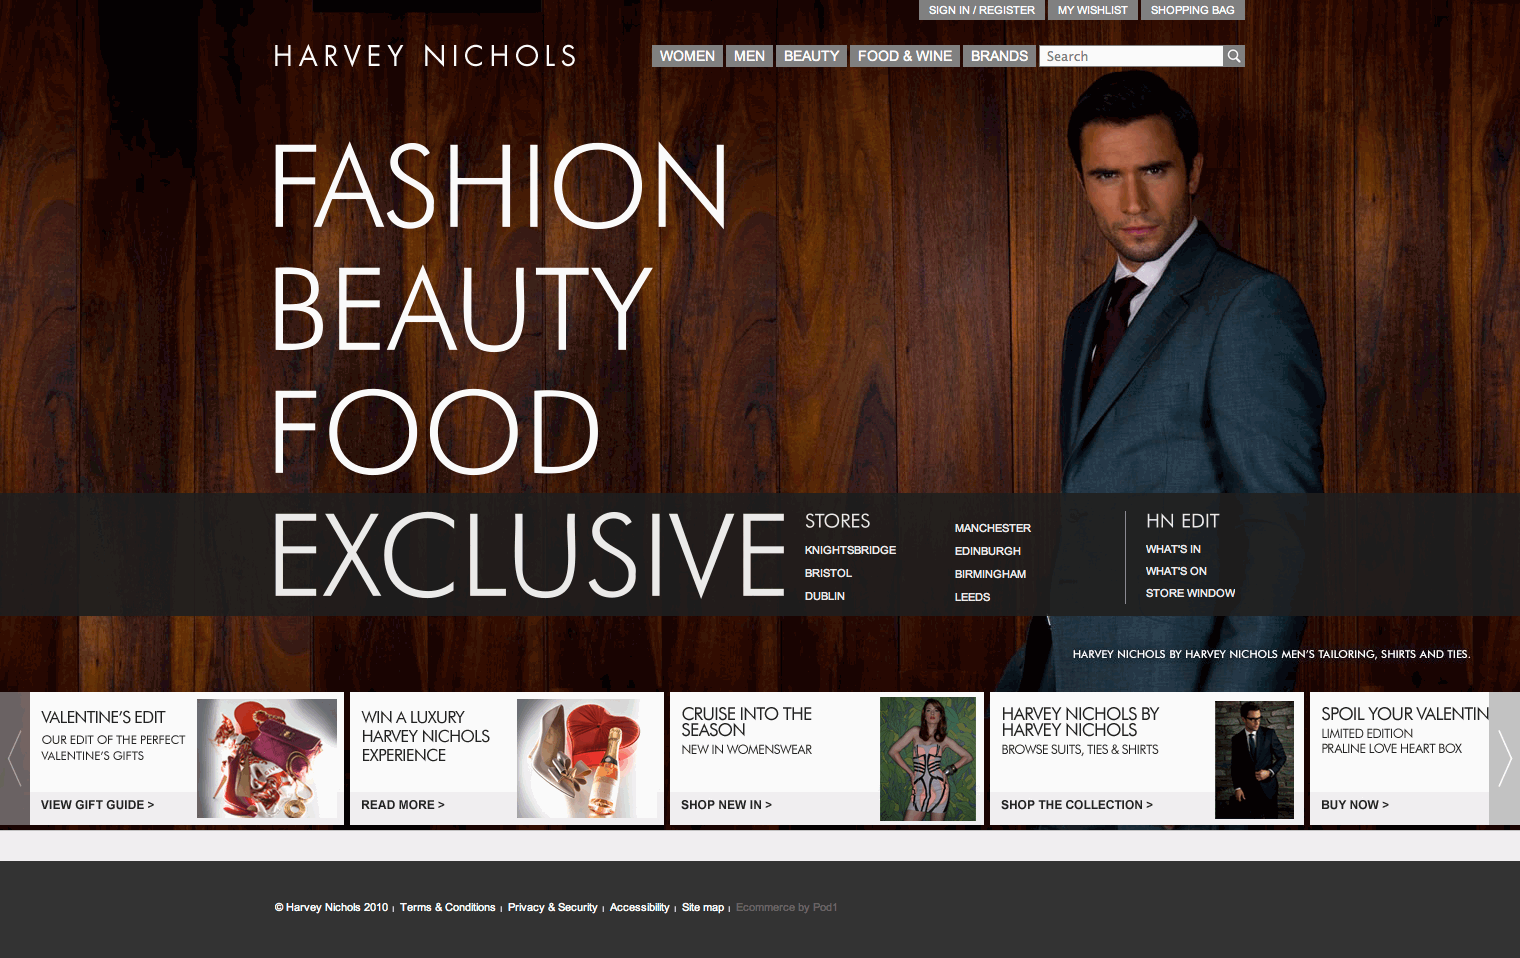 SIGN IN / REGISTER
MY WISHLIST
SHOPPING BAG
HARVEY NICHOLS
WOMEN
MEN
BEAUTY
FOOD & WINE
BRANDS
Search
FASHION
BEAUTY
FOOD
EXCLUSIVE
STORES
KNIGHTSBRIDGE
BRISTOL
DUBLIN
MANCHESTER
EDINBURGH
BIRMINGHAM
LEEDS
HN EDIT
WHAT'S IN
WHAT'S ON
STORE WINDOW
HARVEY NICHOLS BY HARVEY NICHOLS MEN'S TAILORING, SHIRTS AND TIES.
VALENTINE'S EDIT
OUR EDIT OF THE PERFECT
VALENTINE'S GIFTS
VIEW GIFT GUIDE >
WIN A LUXURY
HARVEY NICHOLS
EXPERIENCE
READ MORE >
CRUISE INTO THE
SEASON
NEW IN WOMENSWEAR
SHOP NEW IN >
HARVEY NICHOLS BY
HARVEY NICHOLS
BROWSE SUITS, TIES & SHIRTS
SHOP THE COLLECTION >
SPOIL YOUR VALENTIN
LIMITED EDITION
PRALINE LOVE HEART BOX
BUY NOW >
© Harvey Nichols 2010 | Terms & Conditions | Privacy & Security | Accessibility | Site map | Ecommerce by Pod1